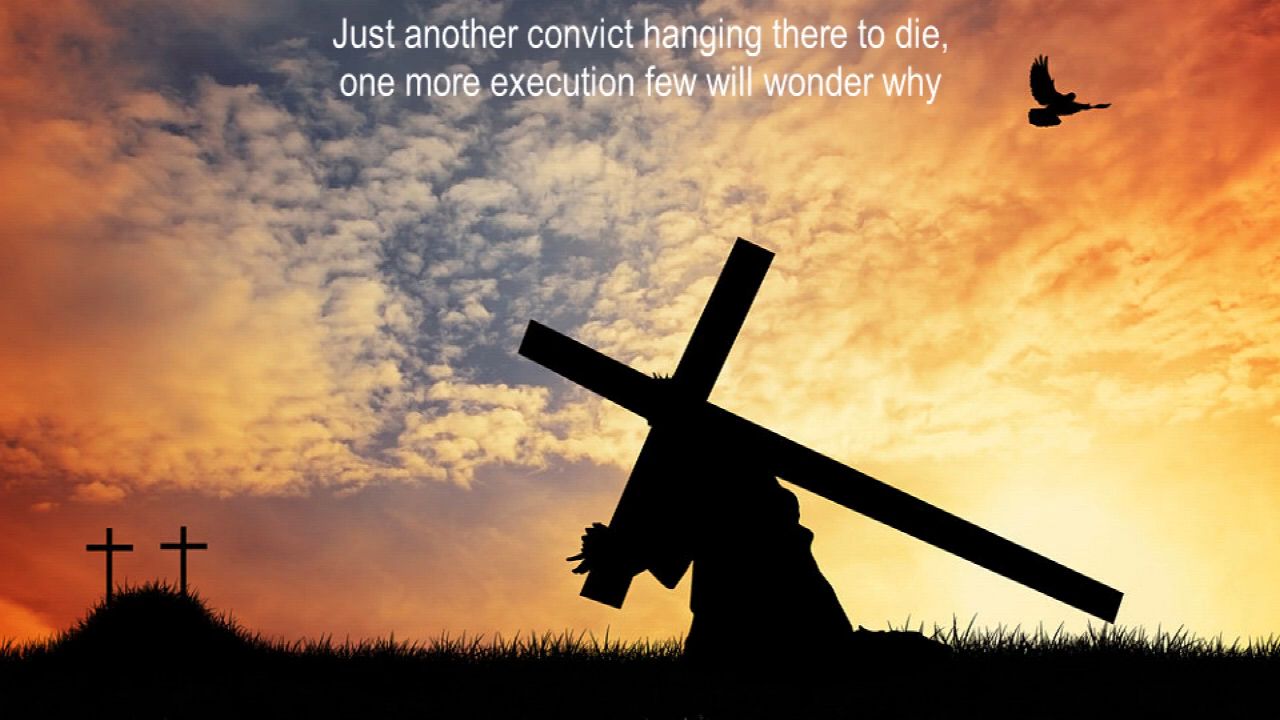 Just another convict hanging there to die,
one more execution few will wonder why